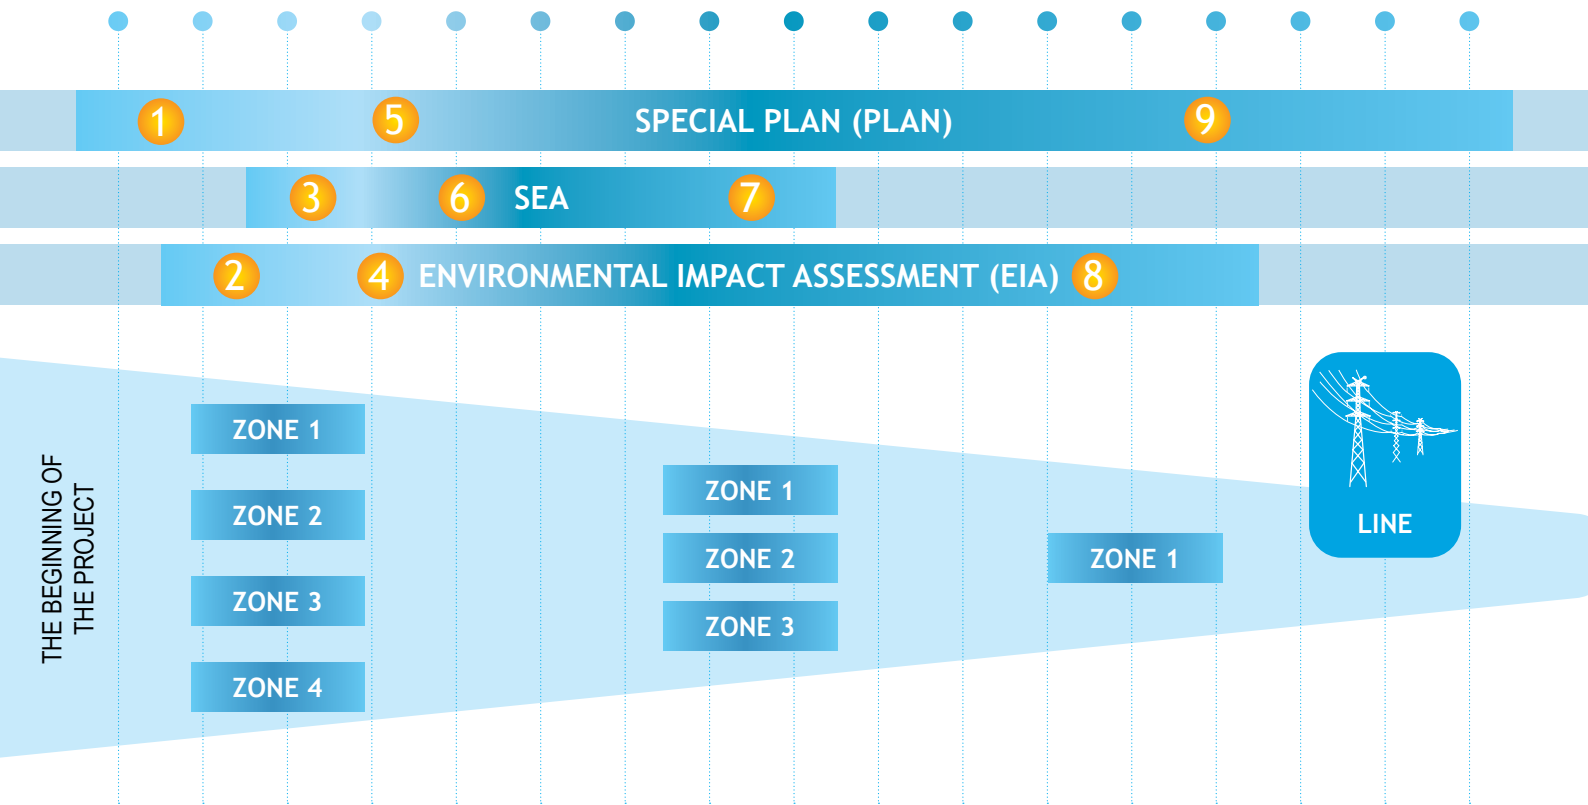 1 5 SPECIAL PLAN (PLAN) 9
3 6 SEA 7
2 4 ENVIRONMENTAL IMPACT ASSESSMENT (EIA) 8
THE BEGINNING OF
THE PROJECT
ZONE 1
ZONE 2
ZONE 3
ZONE 4
ZONE 1
ZONE 2
ZONE 3
ZONE 1
LINE